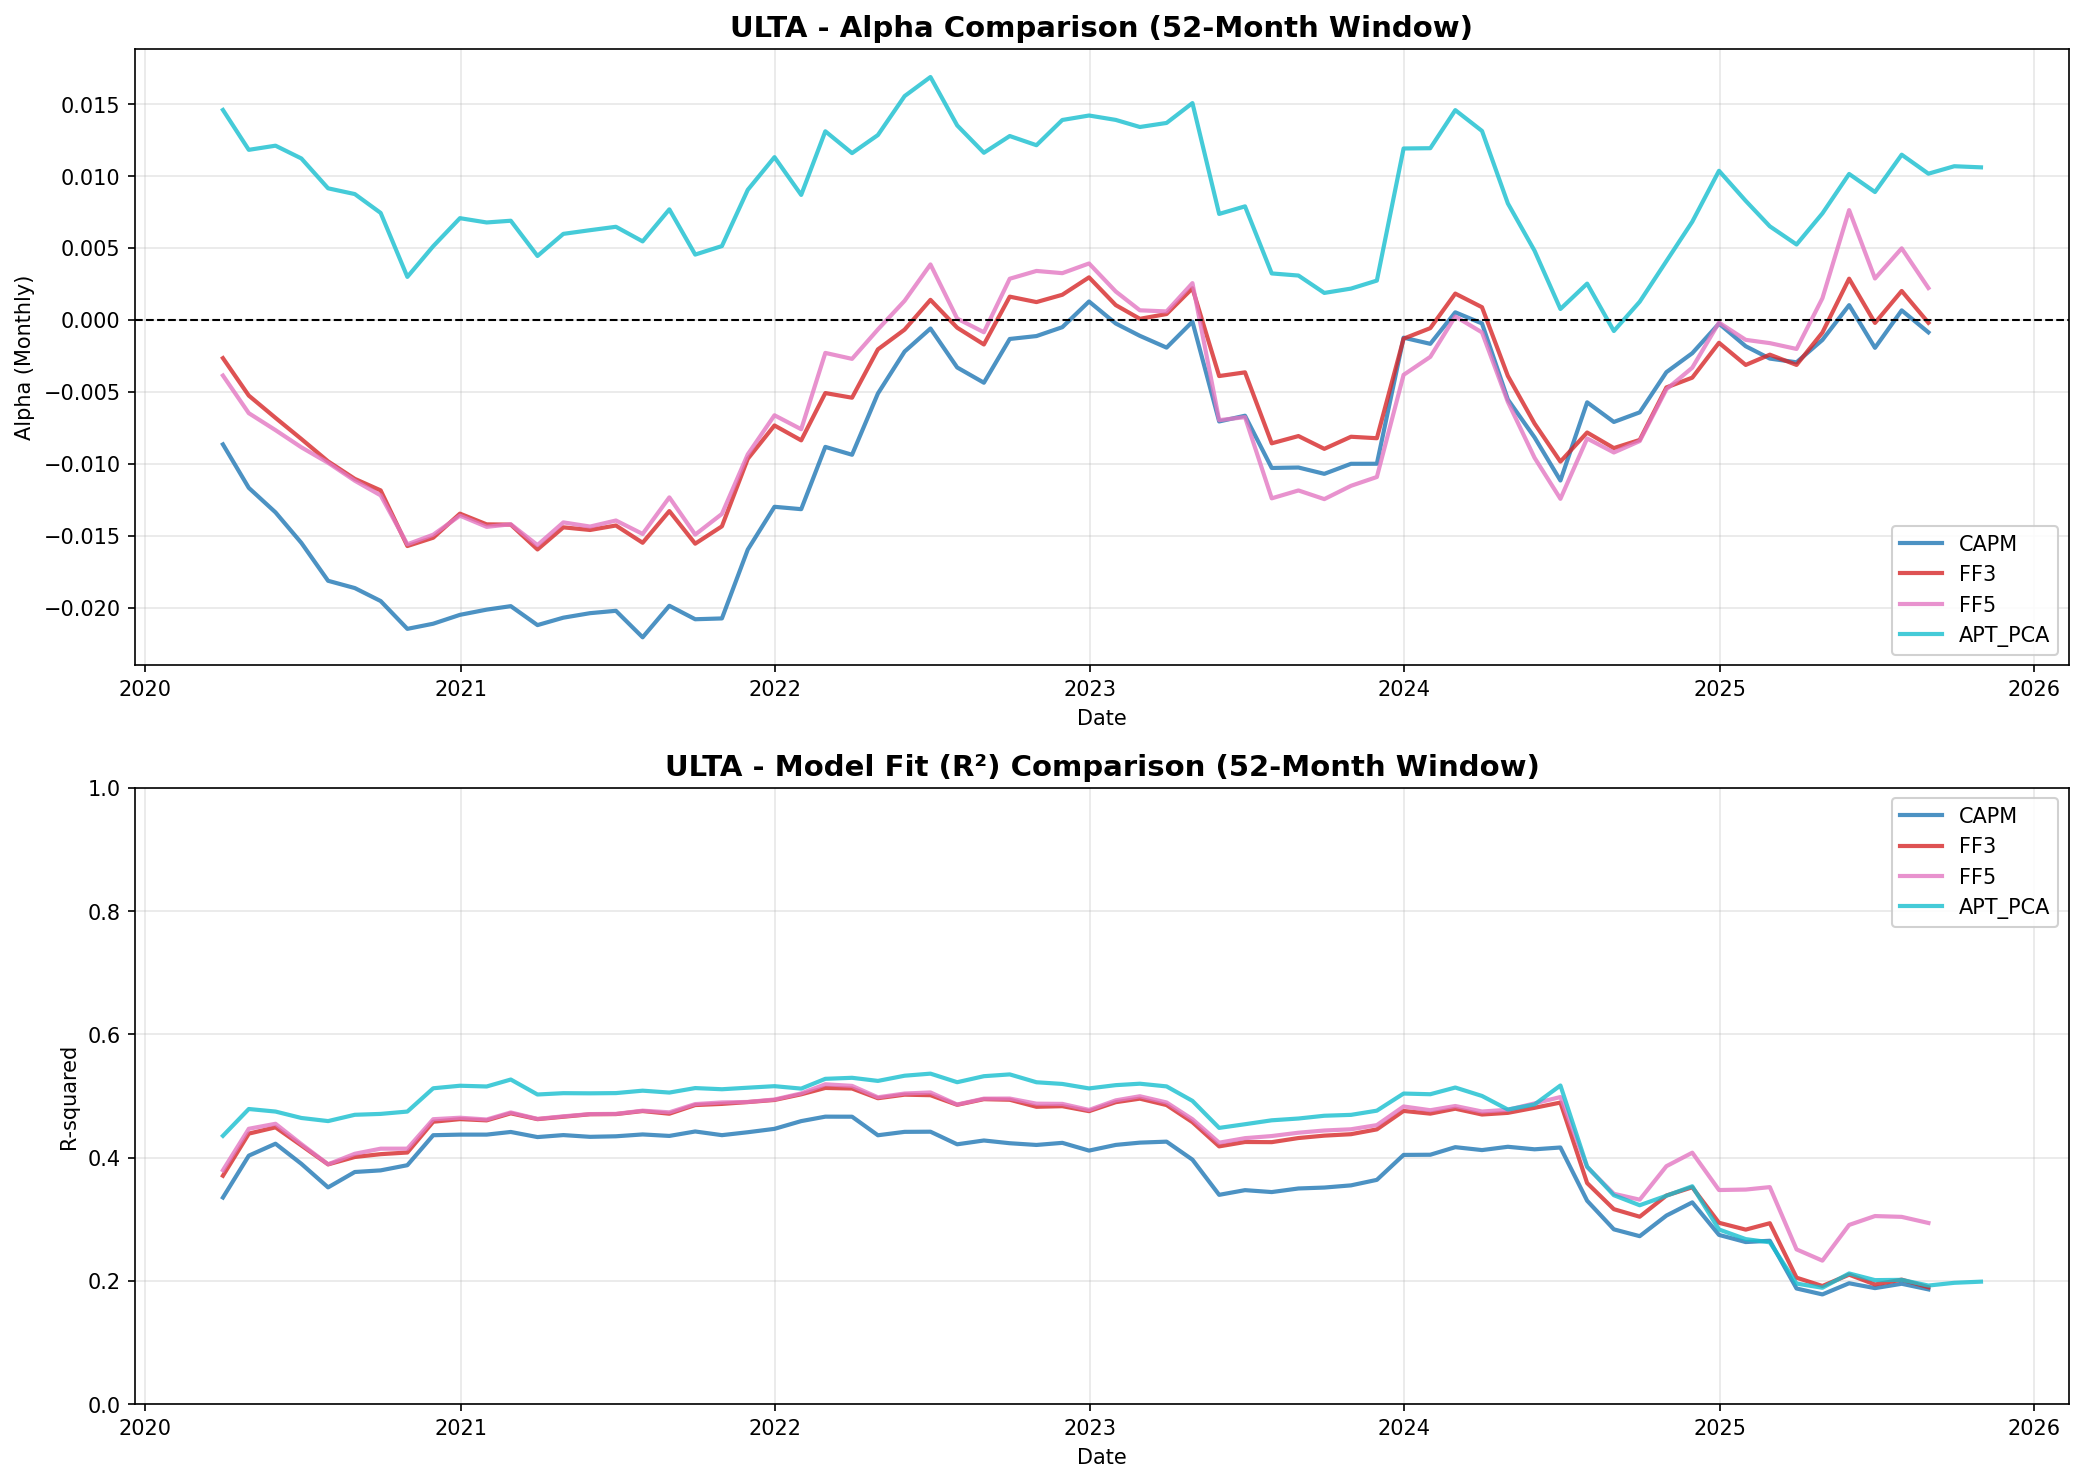 ULTA - Alpha Comparison (52-Month Window)
Alpha (Monthly)
0.015
0.010
0.005
0.000
−0.005
−0.010
−0.015
−0.020
CAPM
FF3
FF5
APT_PCA
2020 2021 2022 2023 2024 2025 2026
Date
ULTA - Model Fit (R²) Comparison (52-Month Window)
R-squared
1.0
0.8
0.6
0.4
0.2
0.0
CAPM
FF3
FF5
APT_PCA
2020 2021 2022 2023 2024 2025 2026
Date